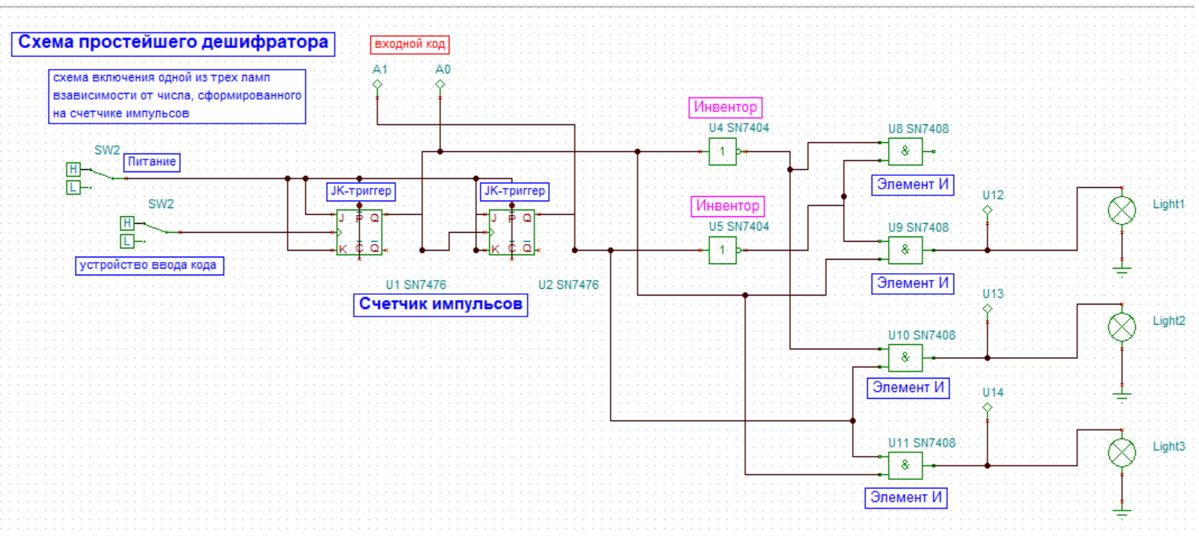 Схема простейшего дешифратора
входной код
A1
A0
схема включения одной из трех ламп
взависимости от числа, сформированного
на счетчике импульсов
SW2
H
L
Питание
SW2
H
L
устройство ввода кода
JK-триггер
J P Q
K C Q
U1 SN7476
JK-триггер
J P Q
K C Q
U2 SN7476
Счетчик импульсов
Инвентор
U4 SN7404
1
Инвентор
U5 SN7404
1
U8 SN7408
&
Элемент И
U9 SN7408
&
Элемент И
U10 SN7408
&
Элемент И
U11 SN7408
&
Элемент И
U12
U13
U14
Light1
Light2
Light3